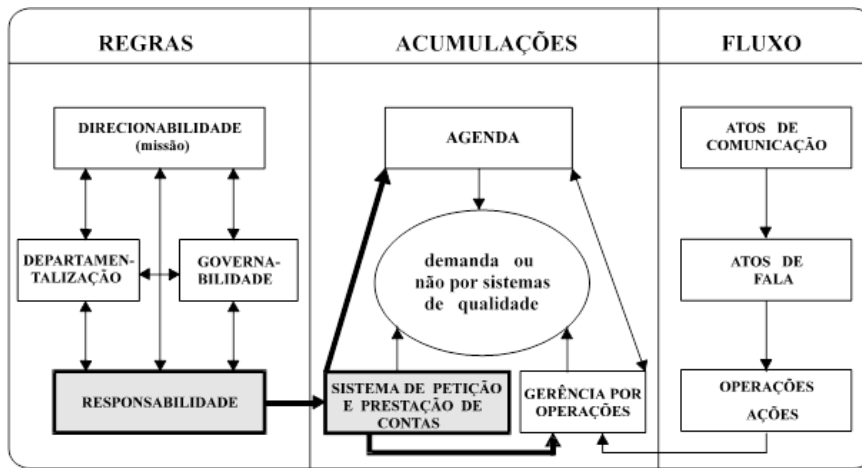 REGRAS
ACUMULAÇÕES
FLUXO
DIRECIONABILIDADE
(missão)
DEPARTAMEN-
TALIZAÇÃO
GOVERNA-
BILIDADE
RESPONSABILIDADE
AGENDA
demanda ou
não por sistemas
de qualidade
SISTEMA DE PETIÇÃO
E PRESTAÇÃO DE
CONTAS
GERÊNCIA POR
OPERAÇÕES
ATOS DE
COMUNICAÇÃO
ATOS DE
FALA
OPERAÇÕES
AÇÕES